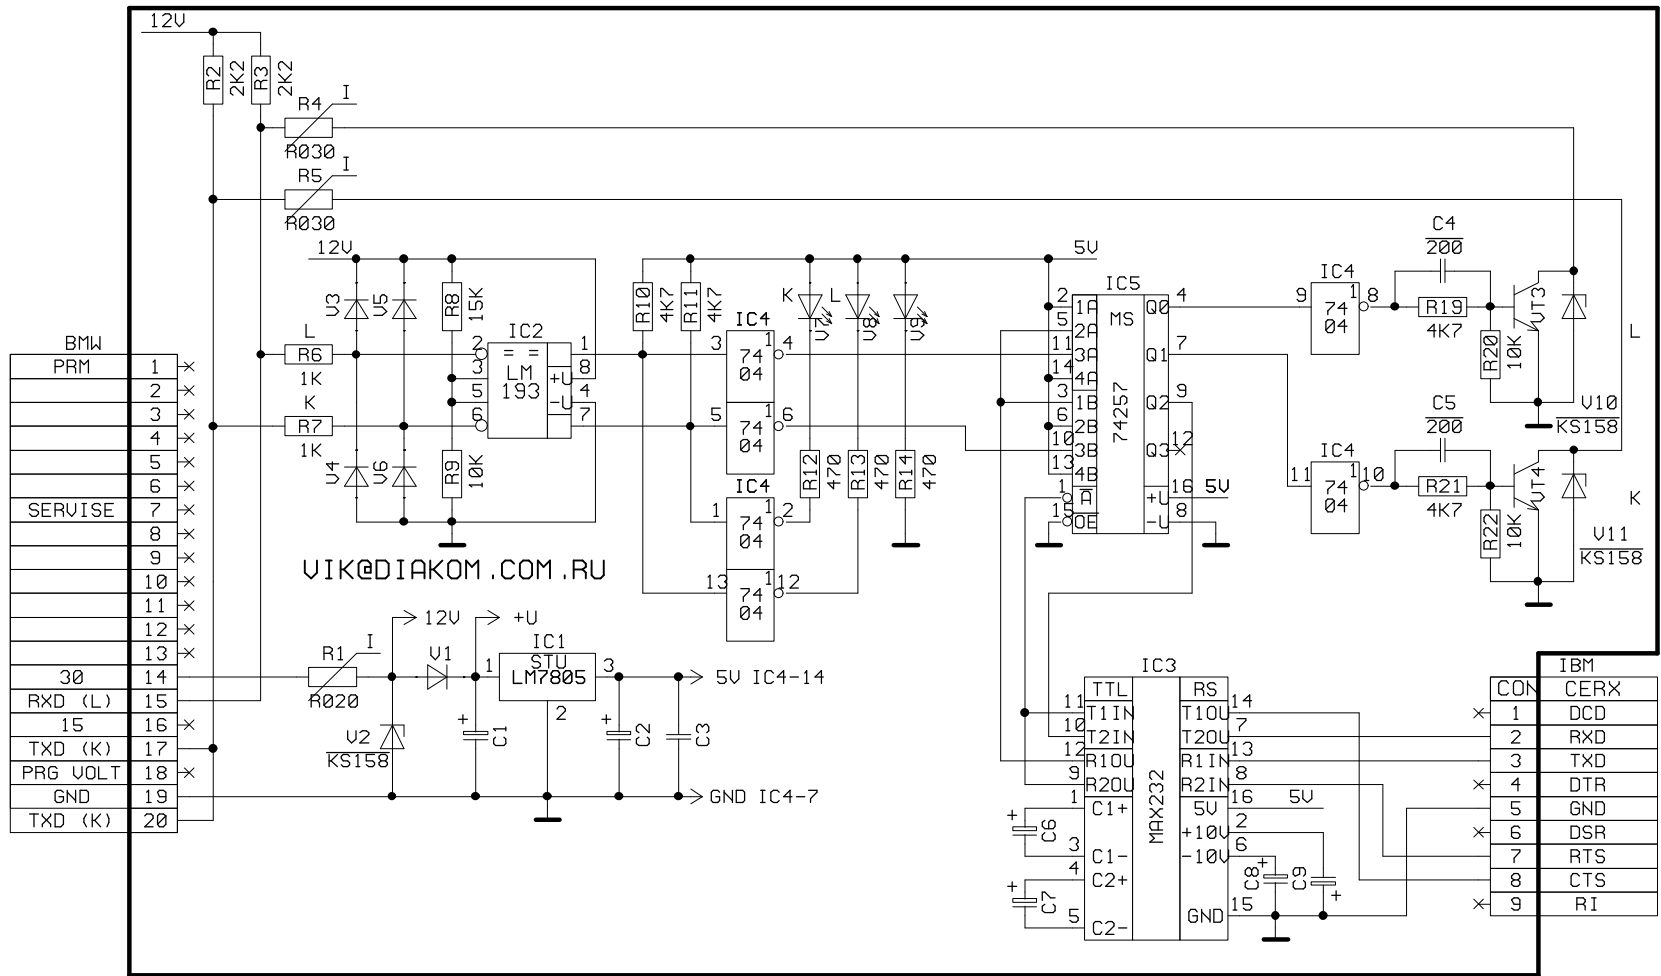 12V
R2
2K2
R3
2K2
R4
I
R030
R5
I
R030
12V
V3
V5
R8
15K
L
R6
1K
K
R7
1K
V4
V6
R9
10K
IC2
2
3
5
6
= =
LM
193
+U
-U
1
8
4
7
R10
4K7
R11
4K7
K
V7
L
V8
V9
IC4
3
74
04
1
4
5
74
04
1
6
IC4
1
74
04
1
2
13
74
04
1
12
R12
470
R13
470
R14
470
5V
IC5
MS
74257
2
1A
5
2A
11
3A
14
4A
3
1B
6
2B
10
3B
13
4B
1
A
15
OE
Q0
4
Q1
7
Q2
9
Q3
12
+U
16
5V
-U
8
IC4
9
74
04
1
8
C4
200
R19
4K7
R20
10K
VT3
L
V10
KS158
IC4
11
74
04
1
10
C5
200
R21
4K7
R22
10K
VT4
K
V11
KS158
BMW
PRM 1
2
3
4
5
6
SERVISE 7
8
9
10
11
12
13
30 14
RXD (L) 15
15 16
TXD (K) 17
PRG VOLT 18
GND 19
TXD (K) 20
VIK@DIAKOM.COM.RU
R1
I
R020
12V
V1
+U
V2
KS158
C1
+
IC1
STU
LM7805
1
2
3
C2
+
C3
5V IC4-14
GND IC4-7
IC3
TTL
RS
MAX232
11
T1IN
10
T2IN
12
R1OU
9
R2OU
1
C1+
3
C1-
4
C2+
5
C2-
T1OU
14
T2OU
7
R1IN
13
R2IN
8
5V
16
5V
+10V
2
-10V
6
GND
15
+
C6
+
C7
C8
+
C9
+
IBM
CON CERX
1 DCD
2 RXD
3 TXD
4 DTR
5 GND
6 DSR
7 RTS
8 CTS
9 RI